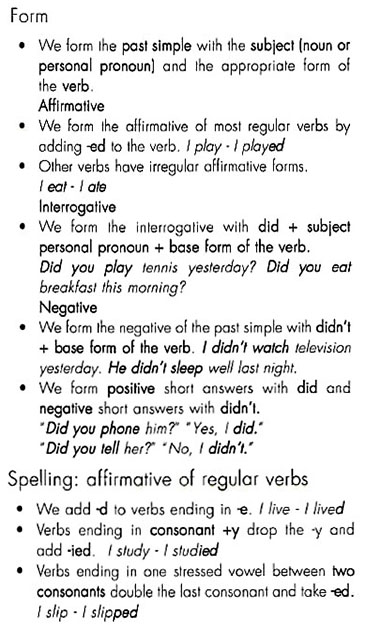 Form
• We form the past simple with the subject (noun or
personal pronoun) and the appropriate form of
the verb.
Affirmative
• We form the affirmative of most regular verbs by
adding -ed to the verb. I play - I played
• Other verbs have irregular affirmative forms.
I eat - I ate
Interrogative
• We form the interrogative with did + subject
personal pronoun + base form of the verb.
Did you play tennis yesterday? Did you eat
breakfast this morning?
Negative
• We form the negative of the past simple with didn't
+ base form of the verb. I didn't watch television
yesterday. He didn't sleep well last night.
• We form positive short answers with did and
negative short answers with didn't.
"Did you phone him?" "Yes, I did."
"Did you tell her?" "No, I didn't."
Spelling: affirmative of regular verbs
• We add -d to verbs ending in -e. I live - I lived
• Verbs ending in consonant +y drop the -y and
add -ied. I study - I studied
• Verbs ending in one stressed vowel between two
consonants double the last consonant and take -ed.
I slip - I slipped